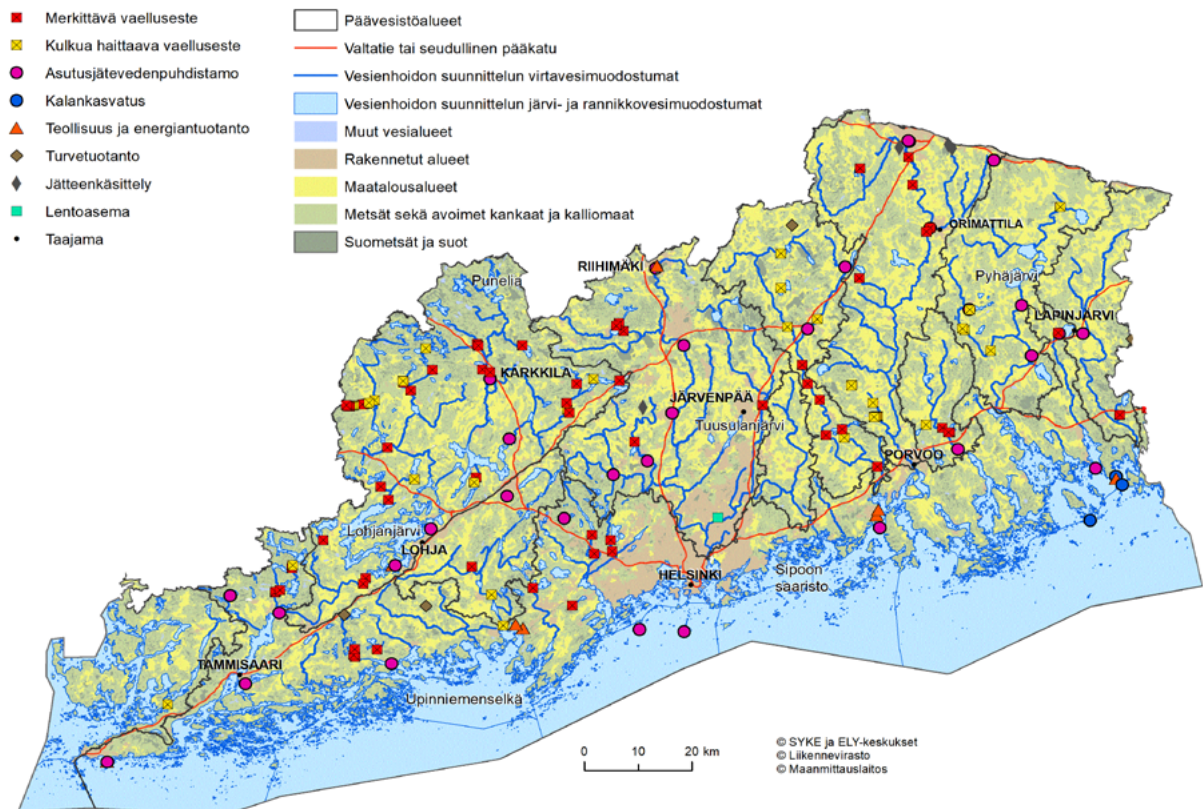 Merkittävä vaelluseste
Kulkua haittaava vaelluseste
Asutusjätevedenpuhdistamo
Kalankasvatus
Teollisuus ja energiantuotanto
Turvetuotanto
Jätteenkäsittely
Lentoasema
Taajama
Päävesistöalueet
Valtatie tai seudullinen pääkatu
Vesienhoidon suunnittelun virtavesimuodostumat
Vesienhoidon suunnittelun järvi- ja rannikkovesimuodostumat
Muut vesialueet
Rakennetut alueet
Maatalousalueet
Metsät sekä avoimet kankaat ja kalliomaat
Suometsät ja suot
ORIMATTILA
RIIHIMÄKI
Punelia
Pyhäjärvi
LAPINJÄRVI
KARKKILA
JÄRVENPÄÄ
Tuusulanjärvi
PORVOO
Lohjanjärvi
LOHJA
HELSINKI
Sipoon
saaristo
TAMMISAARI
Upinniemenselkä
0 10 20 km
© SYKE ja ELY-keskukset
© Liikennevirasto
© Maanmittauslaitos